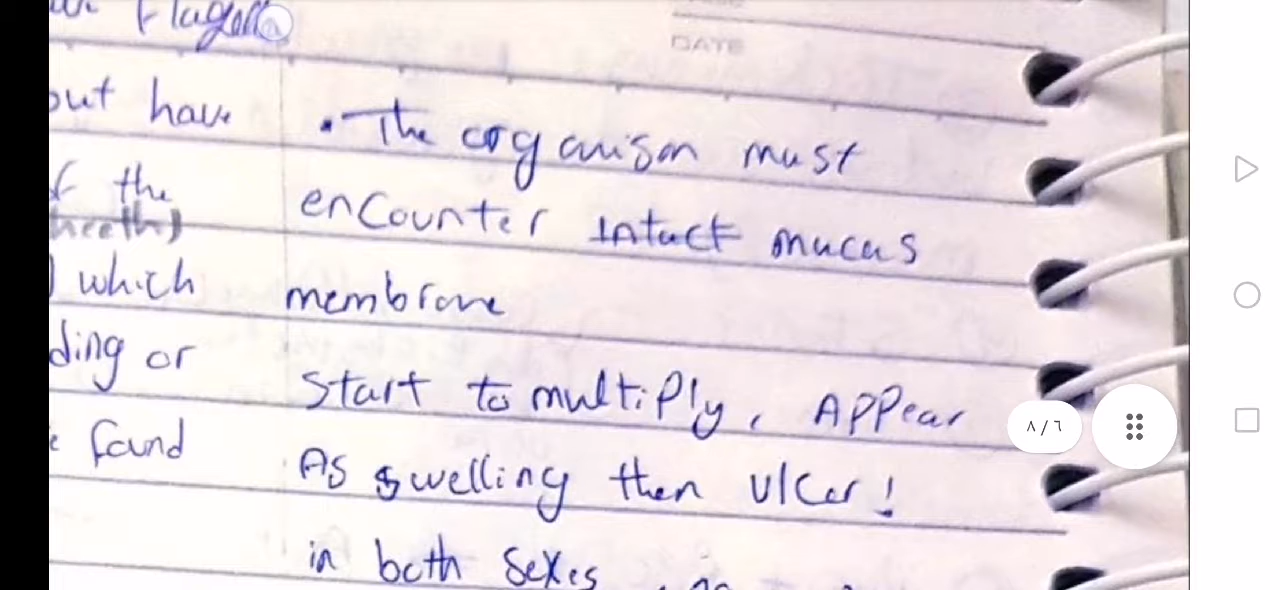 Flagella
DATE
out have
• The organism must
the
encounter intact mucus
which
membrane
ding or
Start to multiply, APPear
٨/٦
found
As swelling then ulcer!
in both Sexes